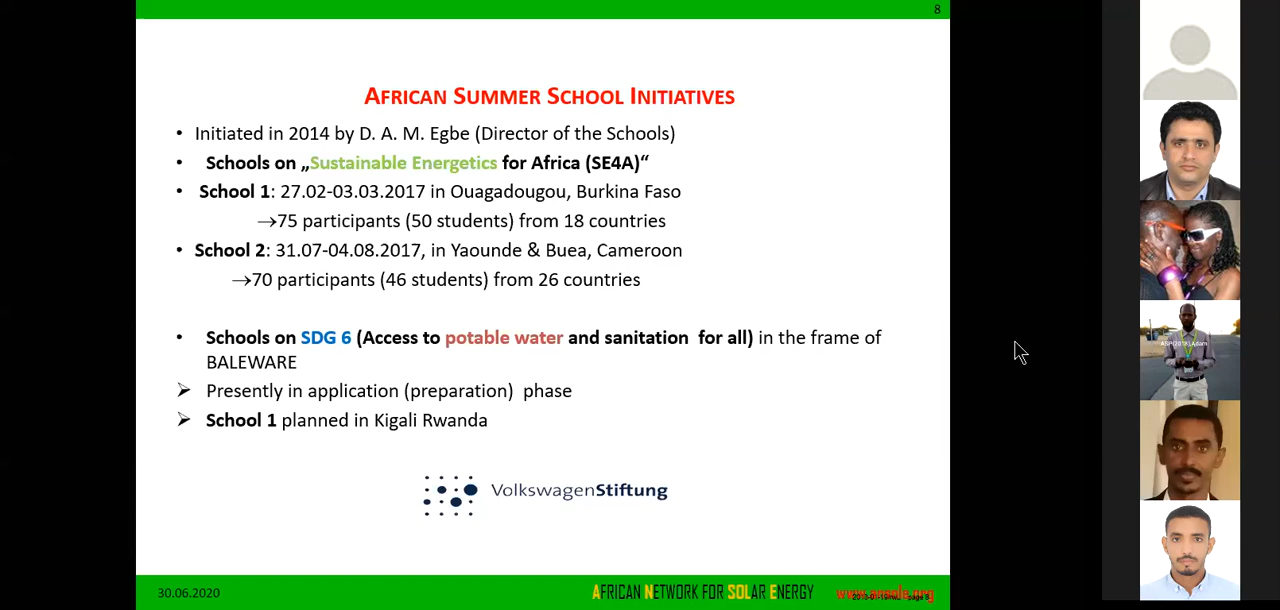 8
AFRICAN SUMMER SCHOOL INITIATIVES
• Initiated in 2014 by D. A. M. Egbe (Director of the Schools)
• Schools on „Sustainable Energetics for Africa (SE4A)“
• School 1: 27.02-03.03.2017 in Ouagadougou, Burkina Faso
→75 participants (50 students) from 18 countries
• School 2: 31.07-04.08.2017, in Yaounde & Buea, Cameroon
→70 participants (46 students) from 26 countries
• Schools on SDG 6 (Access to potable water and sanitation for all) in the frame of
BALEWARE
➢ Presently in application (preparation) phase
➢ School 1 planned in Kigali Rwanda
VolkswagenStiftung
30.06.2020
AFRICAN NETWORK FOR SOLAR ENERGY
www.ansole.org